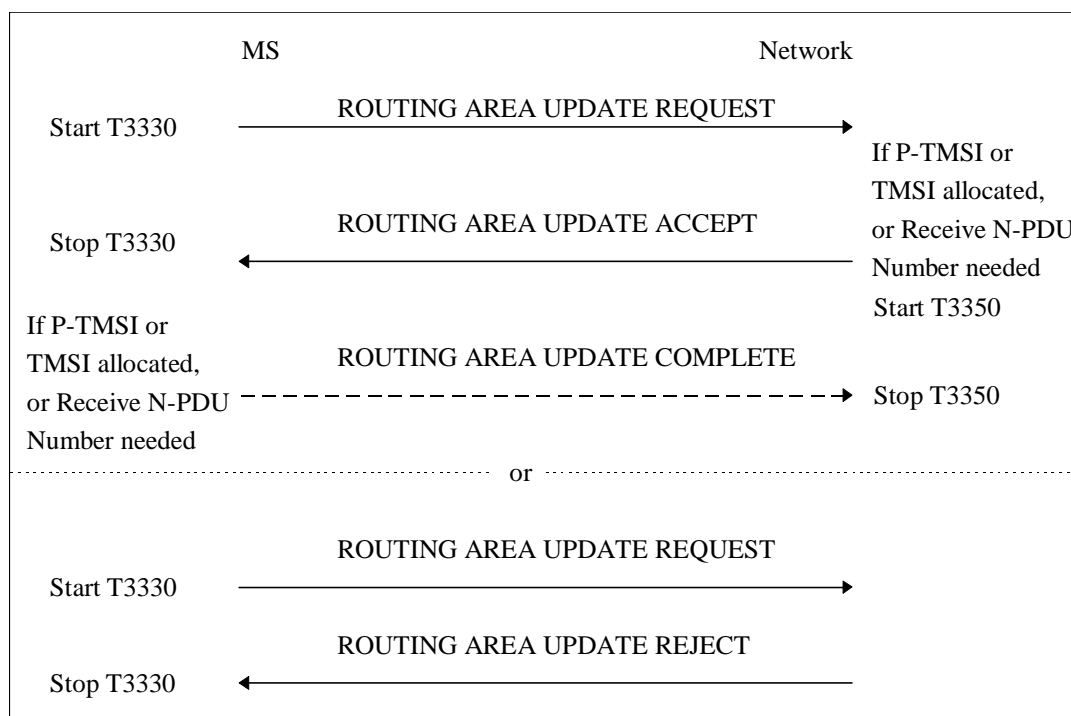 MS
Network
ROUTING AREA UPDATE REQUEST
Start T3330
If P-TMSI or
TMSI allocated,
or Receive N-PDU
Number needed
Start T3350
ROUTING AREA UPDATE ACCEPT
Stop T3330
If P-TMSI or
TMSI allocated,
or Receive N-PDU
Number needed
ROUTING AREA UPDATE COMPLETE
Stop T3350
or
ROUTING AREA UPDATE REQUEST
Start T3330
ROUTING AREA UPDATE REJECT
Stop T3330